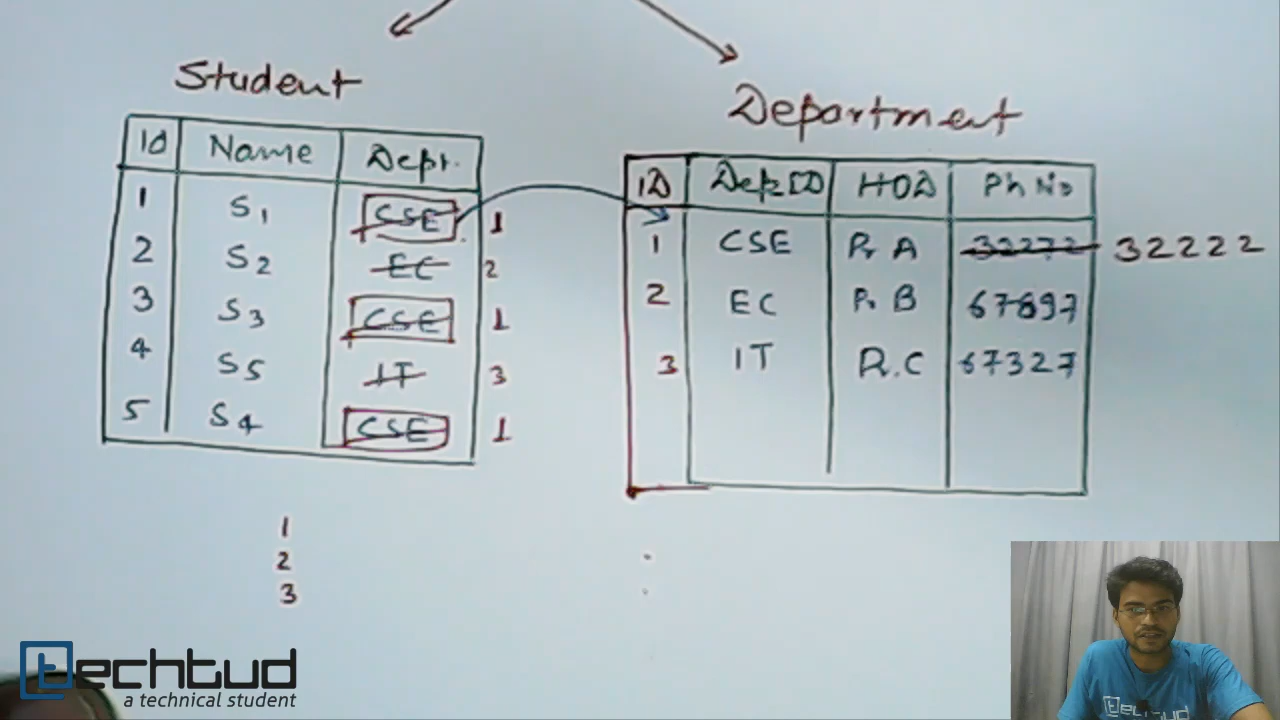 Student
Department
Id Name Dept.
1 S1 CSE 1
2 S2 EC 2
3 S3 CSE 1
4 S5 IT 3
5 S4 CSE 1
ID DeptID HOD Ph No
1 CSE R A 32272 32222
2 EC R. B 67897
3 IT R.C 67327
1
2
3
techtud
a technical student
techtud